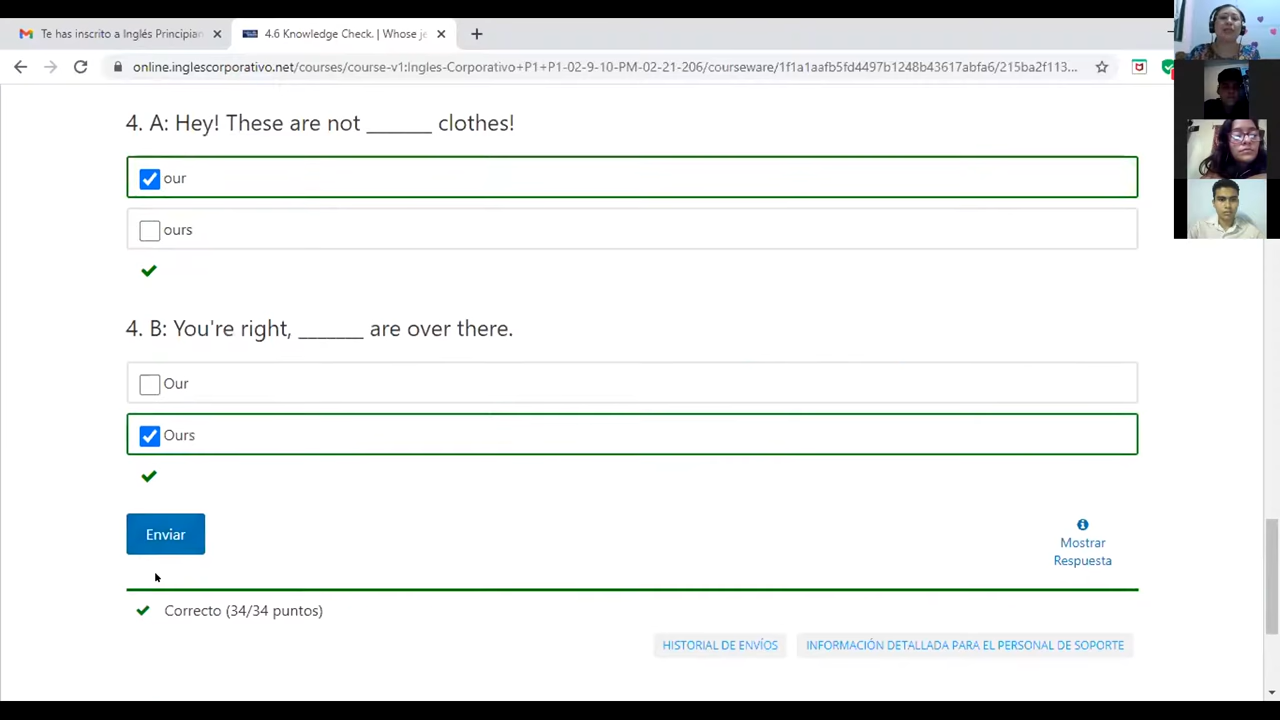 Te has inscrito a Inglés Principian
4.6 Knowledge Check. | Whose je
online.inglescorporativo.net/courses/course-v1:Ingles-Corporativo+P1+P1-02-9-10-PM-02-21-206/courseware/1f1a1aafb5fd4497b1248b43617abfa6/215ba2f113...
4. A: Hey! These are not _______ clothes!
our
ours
4. B: You're right, _______ are over there.
Our
Ours
Enviar
Mostrar
Respuesta
Correcto (34/34 puntos)
HISTORIAL DE ENVÍOS
INFORMACIÓN DETALLADA PARA EL PERSONAL DE SOPORTE